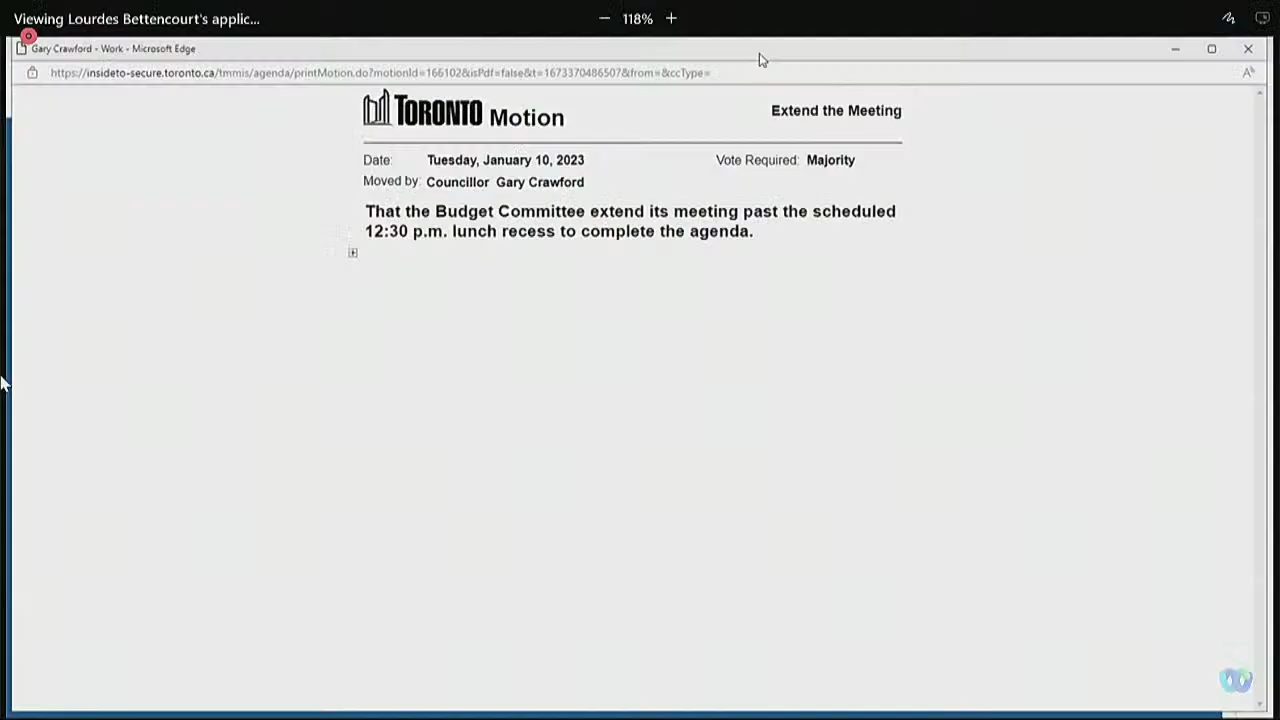 Viewing Lourdes Bettencourt's applic...
118%
Gary Crawford - Work - Microsoft Edge
https://insideto-secure.toronto.ca/tmmis/agenda/printMotion.do?motionId=166102&isPdf=false&t=1673370486507&from=&ccType=
TORONTO Motion
Extend the Meeting
Date: Tuesday, January 10, 2023
Vote Required: Majority
Moved by: Councillor Gary Crawford
That the Budget Committee extend its meeting past the scheduled
12:30 p.m. lunch recess to complete the agenda.